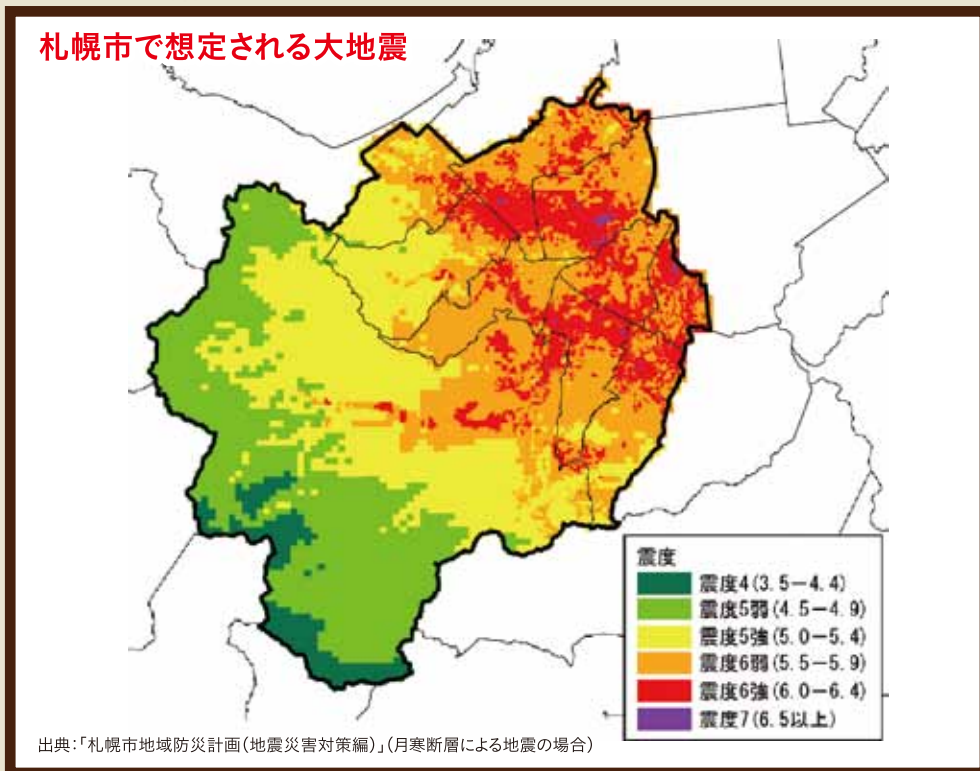 札幌市で想定される大地震
震度
震度4(3.5－4.4)
震度5弱(4.5－4.9)
震度5強(5.0－5.4)
震度6弱(5.5－5.9)
震度6強(6.0－6.4)
震度7(6.5以上)
出典:「札幌市地域防災計画(地震災害対策編)」(月寒断層による地震の場合)